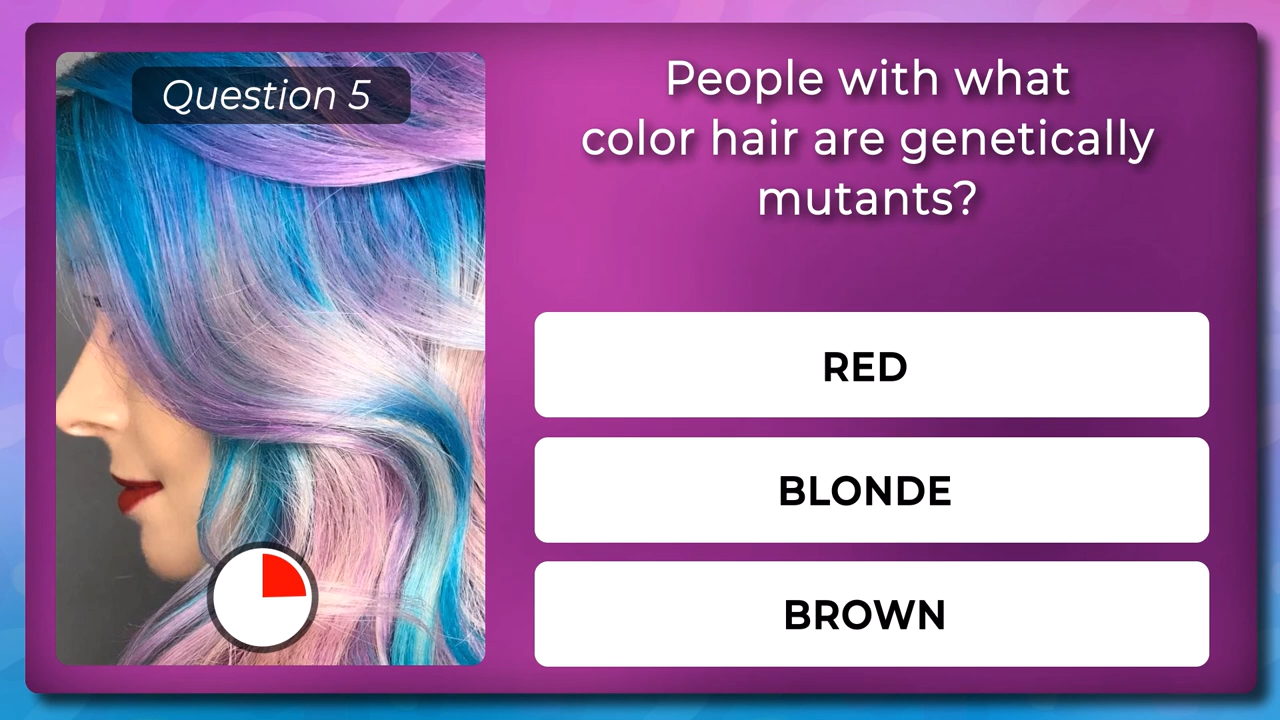 Question 5
People with what
color hair are genetically
mutants?
RED
BLONDE
BROWN